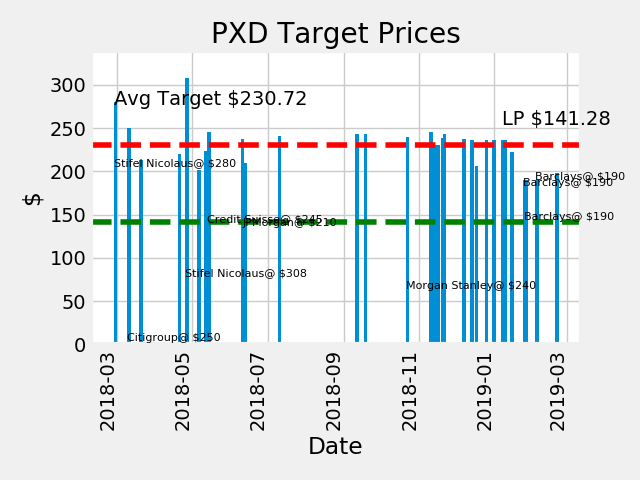 PXD Target Prices
300
250
200
150
100
50
0
$
Avg Target $230.72
LP $141.28
Stifel Nicolaus@ $280
Barclays@ $190
Barclays@ $190
Credit Suisse@ $245
JPMorgan@ $210
Barclays@ $190
Stifel Nicolaus@ $308
Morgan Stanley@ $240
Citigroup@ $250
2018-03
2018-05
2018-07
2018-09
2018-11
2019-01
2019-03
Date